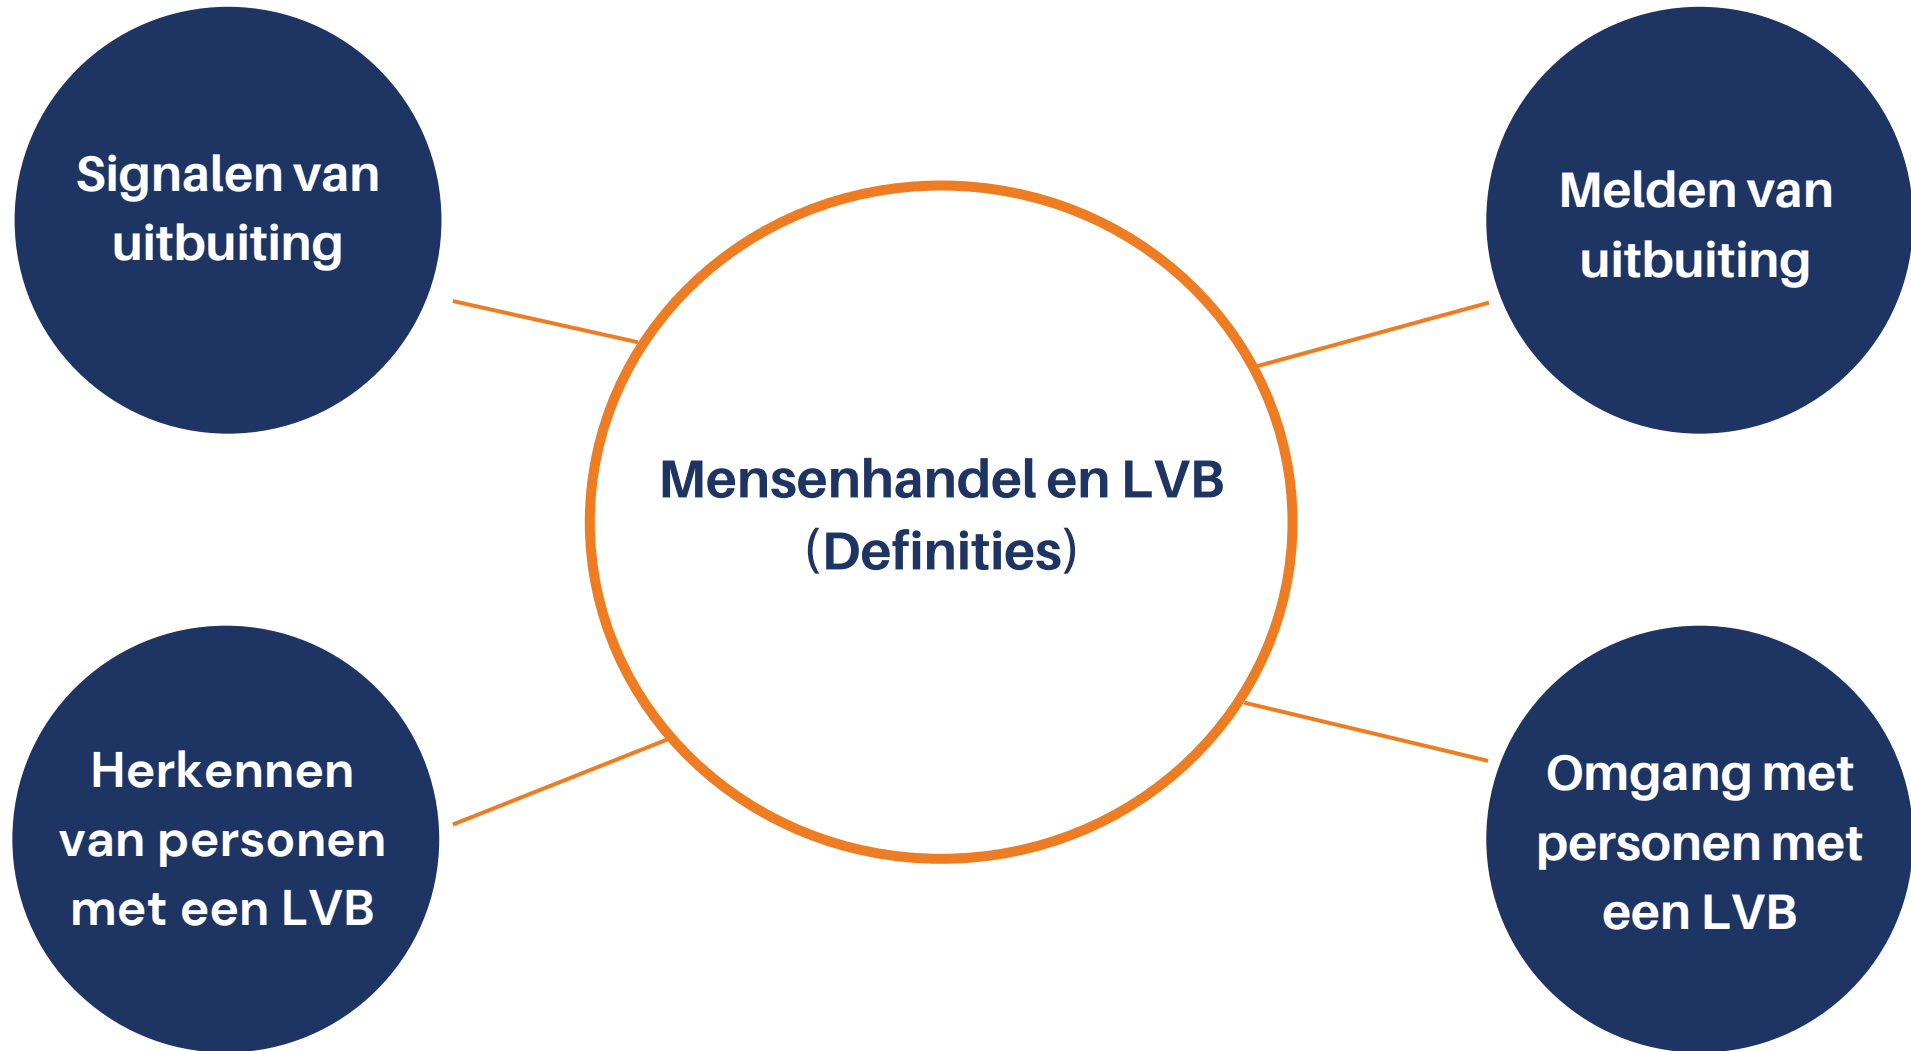 Signalen van
uitbuiting
Melden van
uitbuiting
Mensenhandel en LVB
(Definities)
Herkennen
van personen
met een LVB
Omgang met
personen met
een LVB